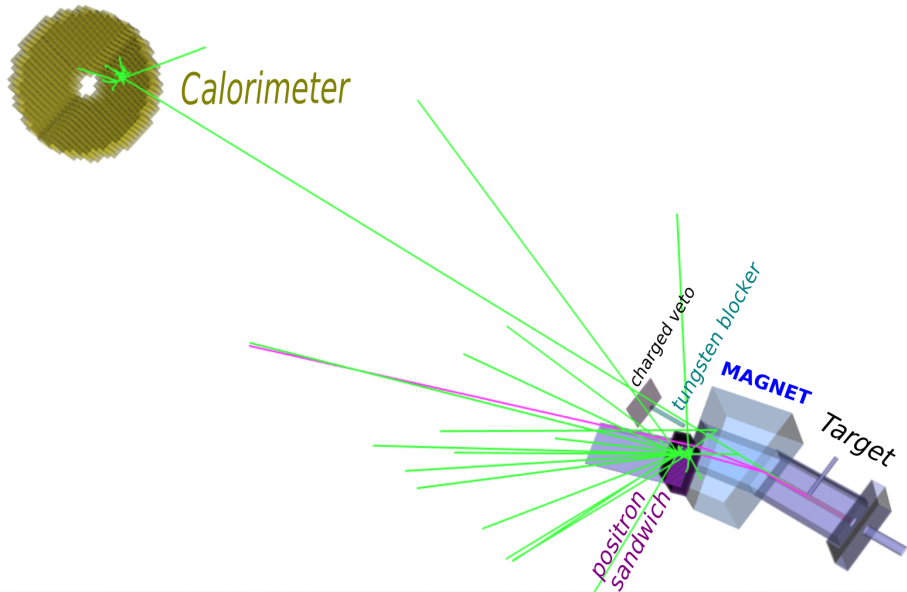 Calorimeter
charged veto
tungsten blocker
MAGNET
Target
positron
sandwich